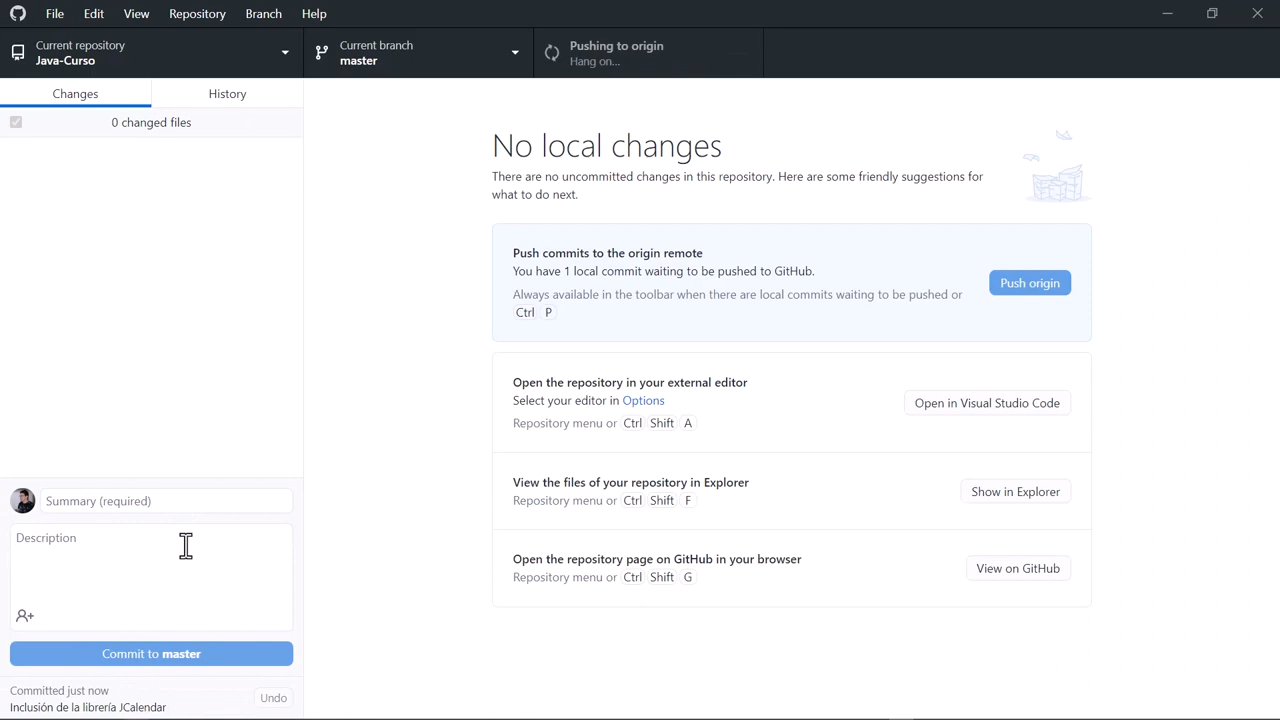 File Edit View Repository Branch Help
Current repository
Java-Curso
Current branch
master
Pushing to origin
Hang on...
Changes
History
0 changed files
No local changes
There are no uncommitted changes in this repository. Here are some friendly suggestions for
what to do next.
Push commits to the origin remote
You have 1 local commit waiting to be pushed to GitHub.
Always available in the toolbar when there are local commits waiting to be pushed or
Ctrl P
Push origin
Open the repository in your external editor
Select your editor in Options
Repository menu or Ctrl Shift A
Open in Visual Studio Code
View the files of your repository in Explorer
Repository menu or Ctrl Shift F
Show in Explorer
Open the repository page on GitHub in your browser
Repository menu or Ctrl Shift G
View on GitHub
Summary (required)
Description
Commit to master
Committed just now
Inclusión de la librería JCalendar
Undo